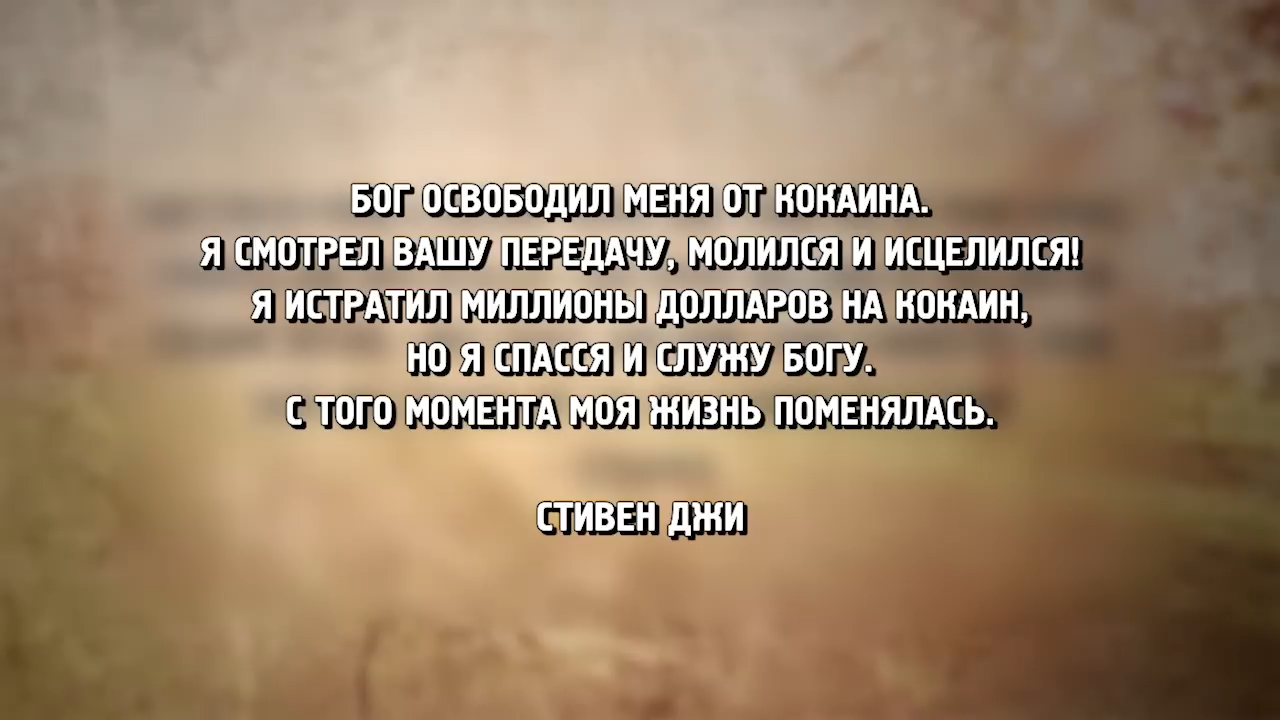 БОГ ОСВОБОДИЛ МЕНЯ ОТ КОКАИНА.
Я СМОТРЕЛ ВАШУ ПЕРЕДАЧУ, МОЛИЛСЯ И ИСЦЕЛИЛСЯ!
Я ИСТРАТИЛ МИЛЛИОНЫ ДОЛЛАРОВ НА КОКАИН,
НО Я СПАССЯ И СЛУЖУ БОГУ.
С ТОГО МОМЕНТА МОЯ ЖИЗНЬ ПОМЕНЯЛАСЬ.
СТИВЕН ДЖИ